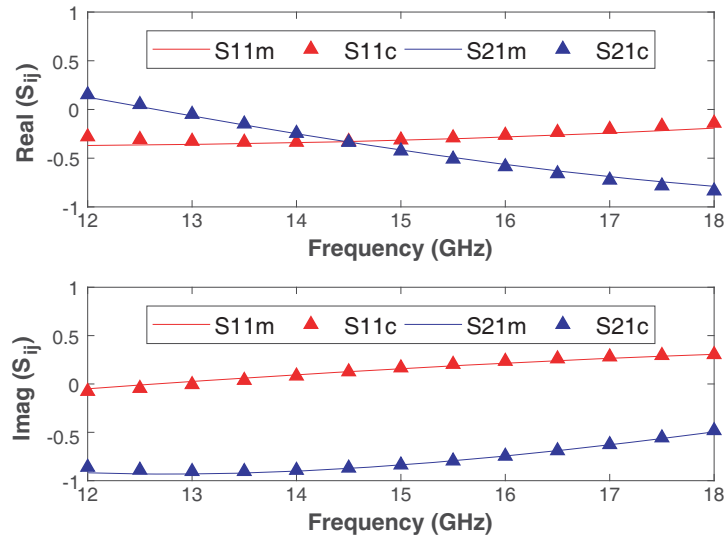 1
0.5
0
-0.5
-1
Real (S_ij)
S11m S11c S21m S21c
12 13 14 15 16 17 18
Frequency (GHz)
1
0.5
0
-0.5
-1
Imag (S_ij)
S11m S11c S21m S21c
12 13 14 15 16 17 18
Frequency (GHz)